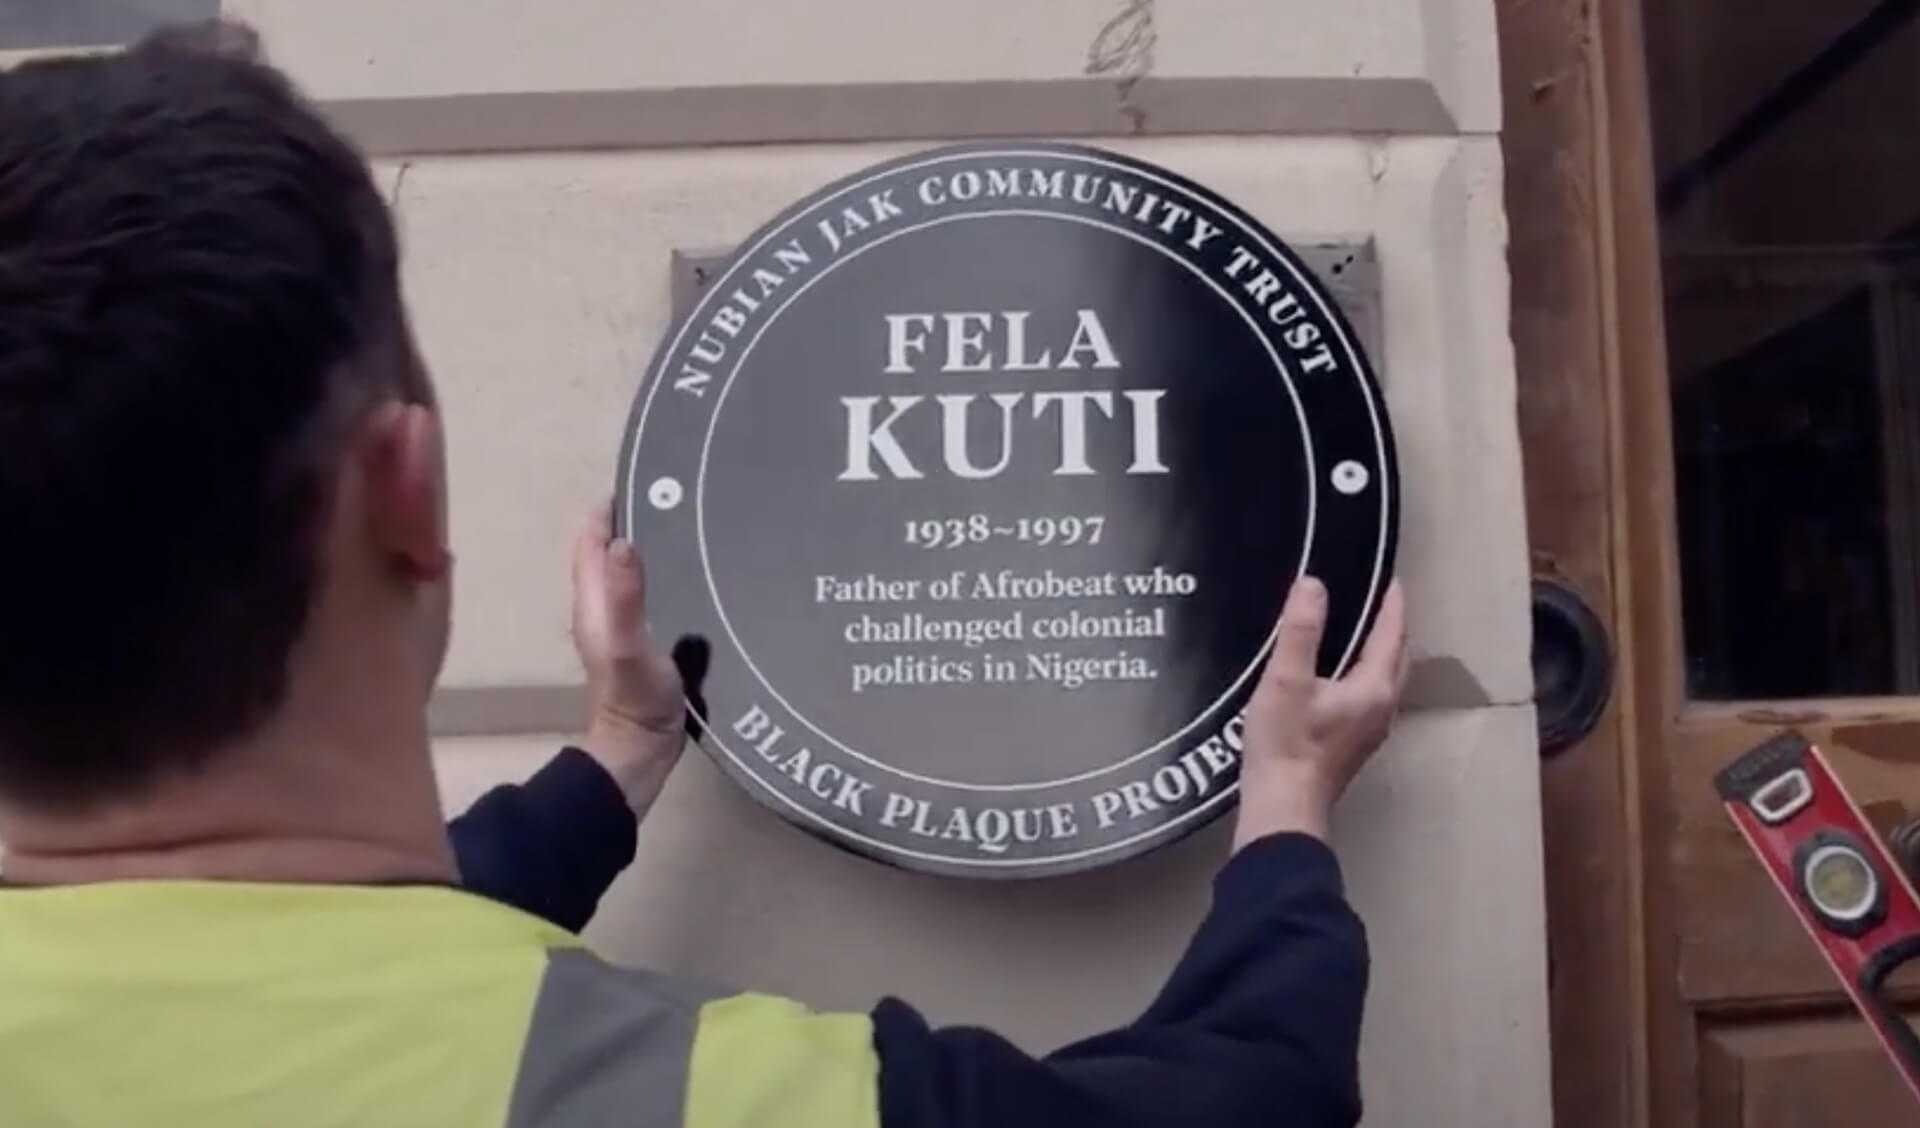 NUBIAN JAK COMMUNITY TRUST
FELA
KUTI
1938~1997
Father of Afrobeat who
challenged colonial
politics in Nigeria.
BLACK PLAQUE PROJEC